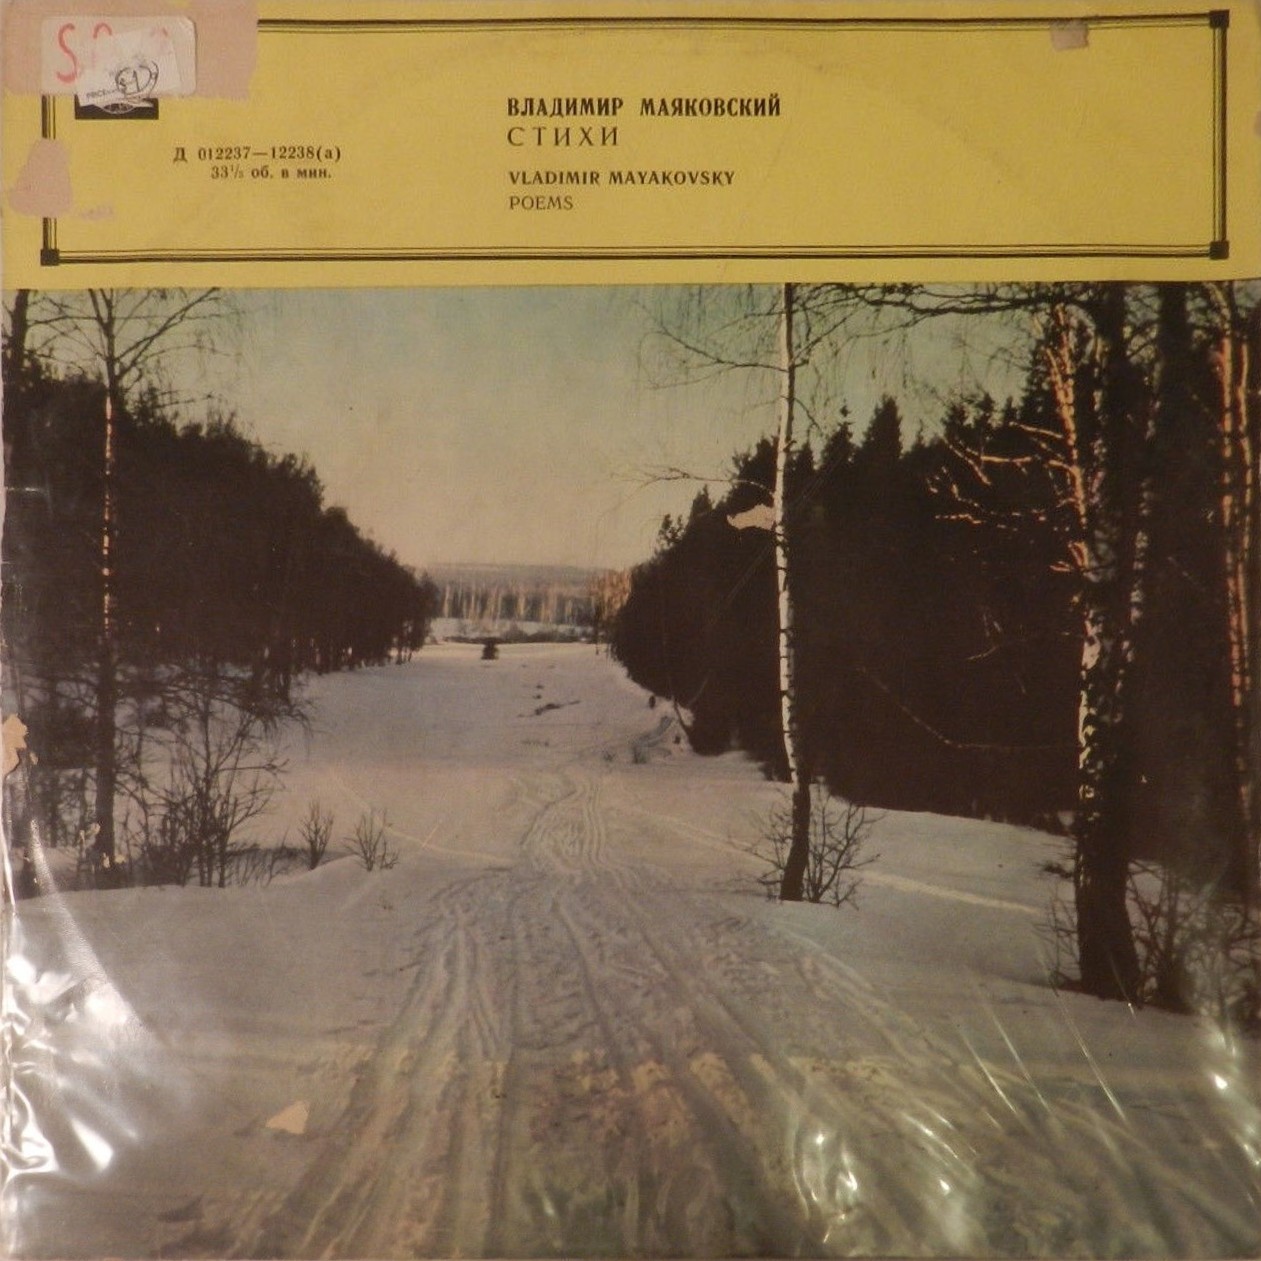 ВЛАДИМИР МАЯКОВСКИЙ
СТИХИ
Д 012237—12238(а)
33⅓ об. в мин.
VLADIMIR MAYAKOVSKY
POEMS